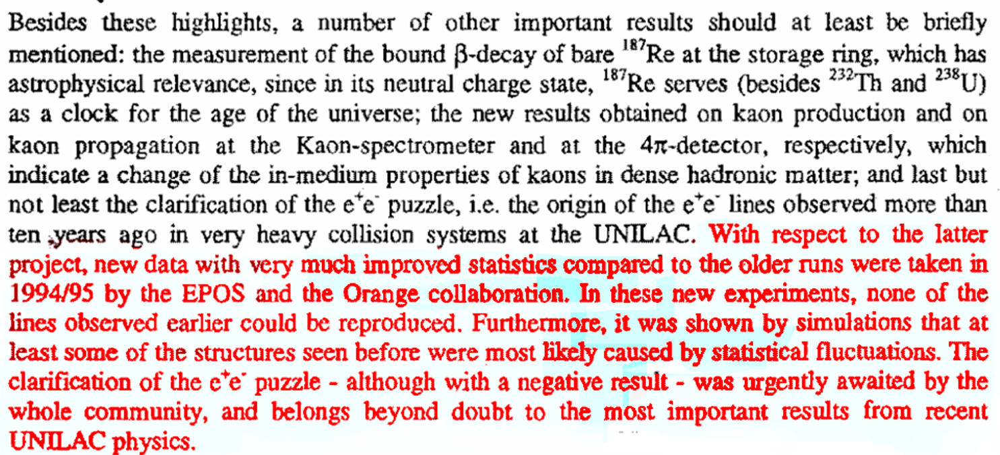 Besides these highlights, a number of other important results should at least be briefly
mentioned: the measurement of the bound β-decay of bare ¹⁸⁷Re at the storage ring, which has
astrophysical relevance, since in its neutral charge state, ¹⁸⁷Re serves (besides ²³²Th and ²³⁸U)
as a clock for the age of the universe; the new results obtained on kaon production and on
kaon propagation at the Kaon-spectrometer and at the 4π-detector, respectively, which
indicate a change of the in-medium properties of kaons in dense hadronic matter; and last but
not least the clarification of the e⁺e⁻ puzzle, i.e. the origin of the e⁺e⁻ lines observed more than
ten years ago in very heavy collision systems at the UNILAC. With respect to the latter
project, new data with very much improved statistics compared to the older runs were taken in
1994/95 by the EPOS and the Orange collaboration. In these new experiments, none of the
lines observed earlier could be reproduced. Furthermore, it was shown by simulations that at
least some of the structures seen before were most likely caused by statistical fluctuations. The
clarification of the e⁺e⁻ puzzle - although with a negative result - was urgently awaited by the
whole community, and belongs beyond doubt to the most important results from recent
UNILAC physics.